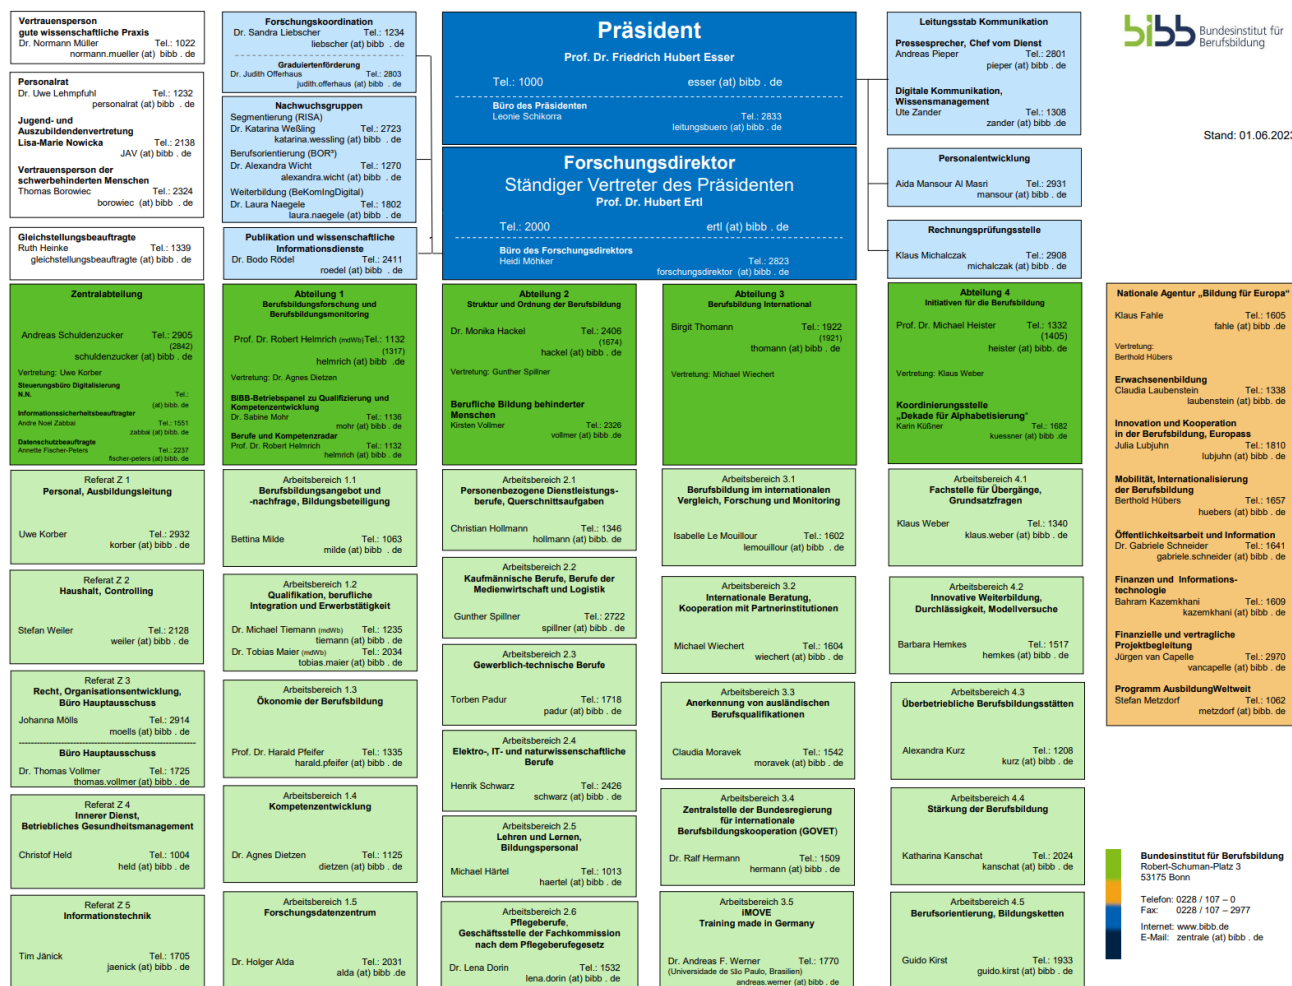 Vertrauensperson
gute wissenschaftliche Praxis
Dr. Normann Müller Tel.: 1022
normann.mueller (at) bibb . de
Personalrat
Dr. Uwe Lehmpfuhl Tel.: 1232
personalrat (at) bibb . de
Jugend- und
Auszubildendenvertretung
Lisa-Marie Nowicka Tel.: 2138
JAV (at) bibb . de
Vertrauensperson der
schwerbehinderten Menschen
Thomas Borowiec Tel.: 2324
borowiec (at) bibb . de
Gleichstellungsbeauftragte
Ruth Heinke Tel.: 1339
gleichstellungsbeauftragte (at) bibb . de
Forschungskoordination
Dr. Sandra Liebscher Tel.: 1234
liebscher (at) bibb . de
Graduiertenförderung
Dr. Judith Offerhaus Tel.: 2803
judith.offerhaus (at) bibb . de
Nachwuchsgruppen
Segmentierung (RISA)
Dr. Katarina Weßling Tel.: 2723
katarina.wessling (at) bibb . de
Berufsorientierung (BOR³)
Dr. Alexandra Wicht Tel.: 1270
alexandra.wicht (at) bibb . de
Weiterbildung (BeKomIngDigital)
Dr. Laura Naegele Tel.: 1802
laura.naegele (at) bibb . de
Publikation und wissenschaftliche
Informationsdienste
Dr. Bodo Rödel Tel.: 2411
roedel (at) bibb . de
Präsident
Prof. Dr. Friedrich Hubert Esser
Tel.: 1000 esser (at) bibb . de
Büro des Präsidenten
Leonie Schikorra Tel.: 2833
leitungsbuero (at) bibb . de
Forschungsdirektor
Ständiger Vertreter des Präsidenten
Prof. Dr. Hubert Ertl
Tel.: 2000 ertl (at) bibb . de
Büro des Forschungsdirektors
Heidi Möhker Tel.: 2823
forschungsdirektor (at) bibb . de
Leitungsstab Kommunikation
Pressesprecher, Chef vom Dienst
Andreas Pieper Tel.: 2801
pieper (at) bibb . de
Digitale Kommunikation,
Wissensmanagement
Ute Zander Tel.: 1308
zander (at) bibb . de
Personalentwicklung
Aida Mansour Al Masri Tel.: 2931
mansour (at) bibb . de
Rechnungsprüfungsstelle
Klaus Michalczak Tel.: 2908
michalczak (at) bibb . de
bibb Bundesinstitut für
Berufsbildung
Stand: 01.06.2023
Zentralabteilung
Andreas Schuldenzucker Tel.: 2905
(2842)
schuldenzucker (at) bibb . de
Vertretung: Uwe Korber
Steuerungsbüro Digitalisierung
N.N. Tel.:
(at) bibb. de
Informationssicherheitsbeauftragter
Andre Noel Zabbai Tel.: 1551
zabbai (at) bibb. de
Datenschutzbeauftragte
Annette Fischer-Peters Tel.: 2237
fischer-peters (at) bibb. de
Referat Z 1
Personal, Ausbildungsleitung
Uwe Korber Tel.: 2932
korber (at) bibb . de
Referat Z 2
Haushalt, Controlling
Stefan Weiler Tel.: 2128
weiler (at) bibb . de
Referat Z 3
Recht, Organisationsentwicklung,
Büro Hauptausschuss
Johanna Mölls Tel.: 2914
moells (at) bibb . de
Büro Hauptausschuss
Dr. Thomas Vollmer Tel.: 1725
thomas.vollmer (at) bibb . de
Referat Z 4
Innerer Dienst,
Betriebliches Gesundheitsmanagement
Christof Held Tel.: 1004
held (at) bibb . de
Referat Z 5
Informationstechnik
Tim Jänick Tel.: 1705
jaenick (at) bibb . de
Abteilung 1
Berufsbildungsforschung und
Berufsbildungsmonitoring
Prof. Dr. Robert Helmrich (mdWb) Tel.: 1132
(1317)
helmrich (at) bibb .de
Vertretung: Dr. Agnes Dietzen
BIBB-Betriebspanel zu Qualifizierung und
Kompetenzentwicklung
Dr. Sabine Mohr Tel.: 1136
mohr (at) bibb . de
Berufe und Kompetenzradar
Prof. Dr. Robert Helmrich Tel.: 1132
helmrich (at) bibb . de
Arbeitsbereich 1.1
Berufsbildungsangebot und
-nachfrage, Bildungsbeteiligung
Bettina Milde Tel.: 1063
milde (at) bibb . de
Arbeitsbereich 1.2
Qualifikation, berufliche
Integration und Erwerbstätigkeit
Dr. Michael Tiemann (mdWb) Tel.: 1235
tiemann (at) bibb . de
Dr. Tobias Maier (mdWb) Tel.: 2034
tobias.maier (at) bibb . de
Arbeitsbereich 1.3
Ökonomie der Berufsbildung
Prof. Dr. Harald Pfeifer Tel.: 1335
harald.pfeifer (at) bibb . de
Arbeitsbereich 1.4
Kompetenzentwicklung
Dr. Agnes Dietzen Tel.: 1125
dietzen (at) bibb . de
Arbeitsbereich 1.5
Forschungsdatenzentrum
Dr. Holger Alda Tel.: 2031
alda (at) bibb .de
Abteilung 2
Struktur und Ordnung der Berufsbildung
Dr. Monika Hackel Tel.: 2406
(1674)
hackel (at) bibb . de
Vertretung: Gunther Spillner
Berufliche Bildung behinderter
Menschen
Kirsten Vollmer Tel.: 2326
vollmer (at) bibb .de
Arbeitsbereich 2.1
Personenbezogene Dienstleistungs-
berufe, Querschnittsaufgaben
Christian Hollmann Tel.: 1346
hollmann (at) bibb. de
Arbeitsbereich 2.2
Kaufmännische Berufe, Berufe der
Medienwirtschaft und Logistik
Gunther Spillner Tel.: 2722
spillner (at) bibb . de
Arbeitsbereich 2.3
Gewerblich-technische Berufe
Torben Padur Tel.: 1718
padur (at) bibb . de
Arbeitsbereich 2.4
Elektro-, IT- und naturwissenschaftliche
Berufe
Henrik Schwarz Tel.: 2426
schwarz (at) bibb . de
Arbeitsbereich 2.5
Lehren und Lernen,
Bildungspersonal
Michael Härtel Tel.: 1013
haertel (at) bibb . de
Arbeitsbereich 2.6
Pflegeberufe,
Geschäftsstelle der Fachkommission
nach dem Pflegeberufegesetz
Dr. Lena Dorin Tel.: 1532
lena.dorin (at) bibb . de
Abteilung 3
Berufsbildung International
Birgit Thomann Tel.: 1922
(1921)
thomann (at) bibb . de
Vertretung: Michael Wiechert
Arbeitsbereich 3.1
Berufsbildung im internationalen
Vergleich, Forschung und Monitoring
Isabelle Le Mouillour Tel.: 1602
lemouillour (at) bibb . de
Arbeitsbereich 3.2
Internationale Beratung,
Kooperation mit Partnerinstitutionen
Michael Wiechert Tel.: 1604
wiechert (at) bibb . de
Arbeitsbereich 3.3
Anerkennung von ausländischen
Berufsqualifikationen
Claudia Moravek Tel.: 1542
moravek (at) bibb . de
Arbeitsbereich 3.4
Zentralstelle der Bundesregierung
für internationale
Berufsbildungskooperation (GOVET)
Dr. Ralf Hermann Tel.: 1509
hermann (at) bibb . de
Arbeitsbereich 3.5
iMOVE
Training made in Germany
Dr. Andreas F. Werner Tel.: 1770
(Universidade de São Paulo, Brasilien)
andreas.werner (at) bibb . de
Abteilung 4
Initiativen für die Berufsbildung
Prof. Dr. Michael Heister Tel.: 1332
(1405)
heister (at) bibb. de
Vertretung: Klaus Weber
Koordinierungsstelle
„Dekade für Alphabetisierung“
Karin Küßner Tel.: 1682
kuessner (at) bibb .de
Arbeitsbereich 4.1
Fachstelle für Übergänge,
Grundsatzfragen
Klaus Weber Tel.: 1340
klaus.weber (at) bibb . de
Arbeitsbereich 4.2
Innovative Weiterbildung,
Durchlässigkeit, Modellversuche
Barbara Hemkes Tel.: 1517
hemkes (at) bibb . de
Arbeitsbereich 4.3
Überbetriebliche Berufsbildungsstätten
Alexandra Kurz Tel.: 1208
kurz (at) bibb . de
Arbeitsbereich 4.4
Stärkung der Berufsbildung
Katharina Kanschat Tel.: 2024
kanschat (at) bibb . de
Arbeitsbereich 4.5
Berufsorientierung, Bildungsketten
Guido Kirst Tel.: 1933
guido.kirst (at) bibb . de
Nationale Agentur „Bildung für Europa“
Klaus Fahle Tel.: 1605
fahle (at) bibb .de
Vertretung:
Berthold Hübers
Erwachsenenbildung
Claudia Laubenstein Tel.: 1338
laubenstein (at) bibb. de
Innovation und Kooperation
in der Berufsbildung, Europass
Julia Lubjuhn Tel.: 1810
lubjuhn (at) bibb. de
Mobilität, Internationalisierung
der Berufsbildung
Berthold Hübers Tel.: 1657
huebers (at) bibb . de
Öffentlichkeitsarbeit und Information
Dr. Gabriele Schneider Tel.: 1641
gabriele.schneider (at) bibb . de
Finanzen und Informations-
technologie
Bahram Kazemkhani Tel.: 1609
kazemkhani (at) bibb. de
Finanzielle und vertragliche
Projektbegleitung
Jürgen van Capelle Tel.: 2970
vancapelle (at) bibb . de
Programm AusbildungWeltweit
Stefan Metzdorf Tel.: 1062
metzdorf (at) bibb. de
Bundesinstitut für Berufsbildung
Robert-Schuman-Platz 3
53175 Bonn
Telefon: 0228 / 107 – 0
Fax: 0228 / 107 – 2977
Internet: www.bibb.de
E-Mail: zentrale (at) bibb . de